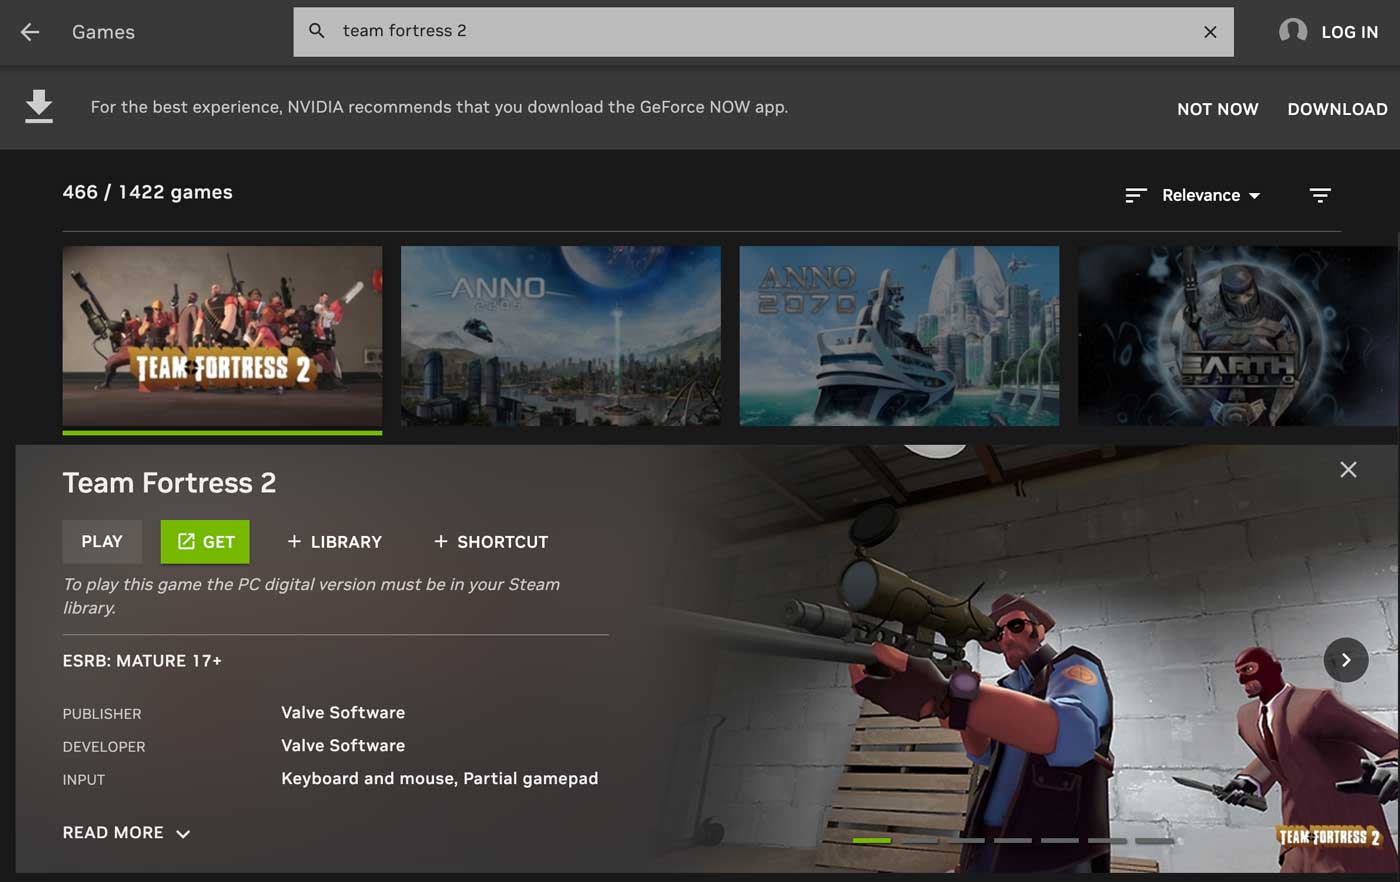 Games
team fortress 2
LOG IN
For the best experience, NVIDIA recommends that you download the GeForce NOW app.
NOT NOW
DOWNLOAD
466 / 1422 games
Relevance
TEAM FORTRESS 2
ANNO
2205
ANNO
2070
EARTH
2150
Team Fortress 2
PLAY
GET
+ LIBRARY
+ SHORTCUT
To play this game the PC digital version must be in your Steam
library.
ESRB: MATURE 17+
PUBLISHER
Valve Software
DEVELOPER
Valve Software
INPUT
Keyboard and mouse, Partial gamepad
READ MORE
TEAM FORTRESS 2